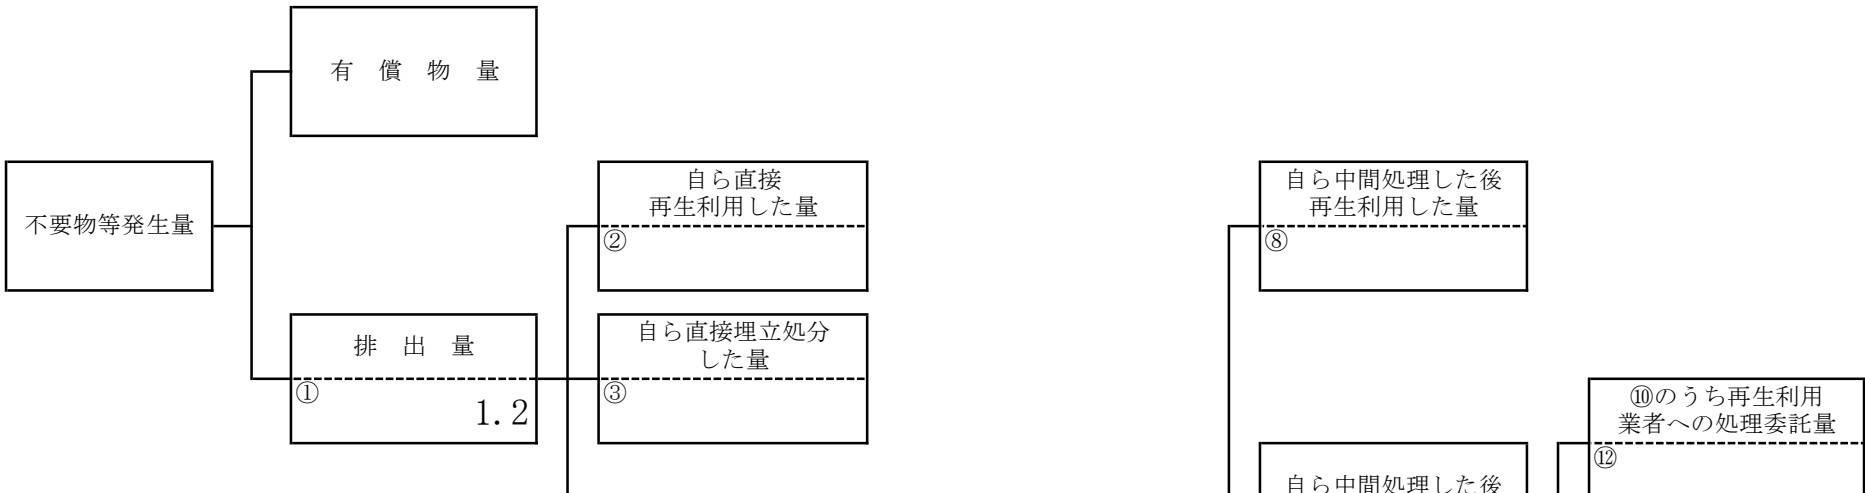 有 償 物 量
不要物等発生量
自ら直接
再生利用した量
②
自ら中間処理した後
再生利用した量
⑧
排 出 量
①
1.2
自ら直接埋立処分
した量
③
⑩のうち再生利用
業者への処理委託量
⑫
自ら中間処理した後